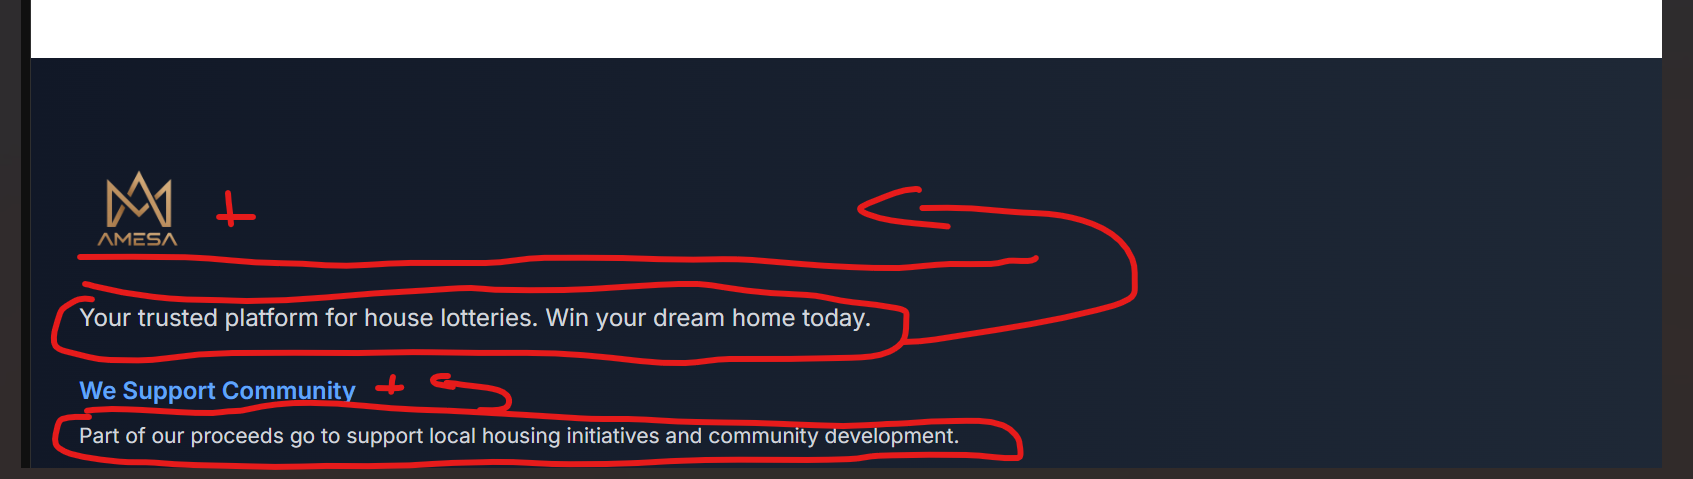 AMESA
+
Your trusted platform for house lotteries. Win your dream home today.
We Support Community +
Part of our proceeds go to support local housing initiatives and community development.